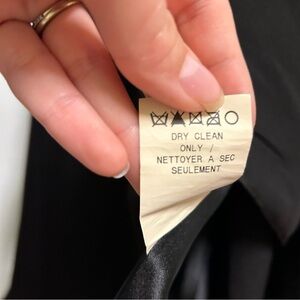 DRY CLEAN
ONLY /
NETTOYER A SEC
SEULEMENT